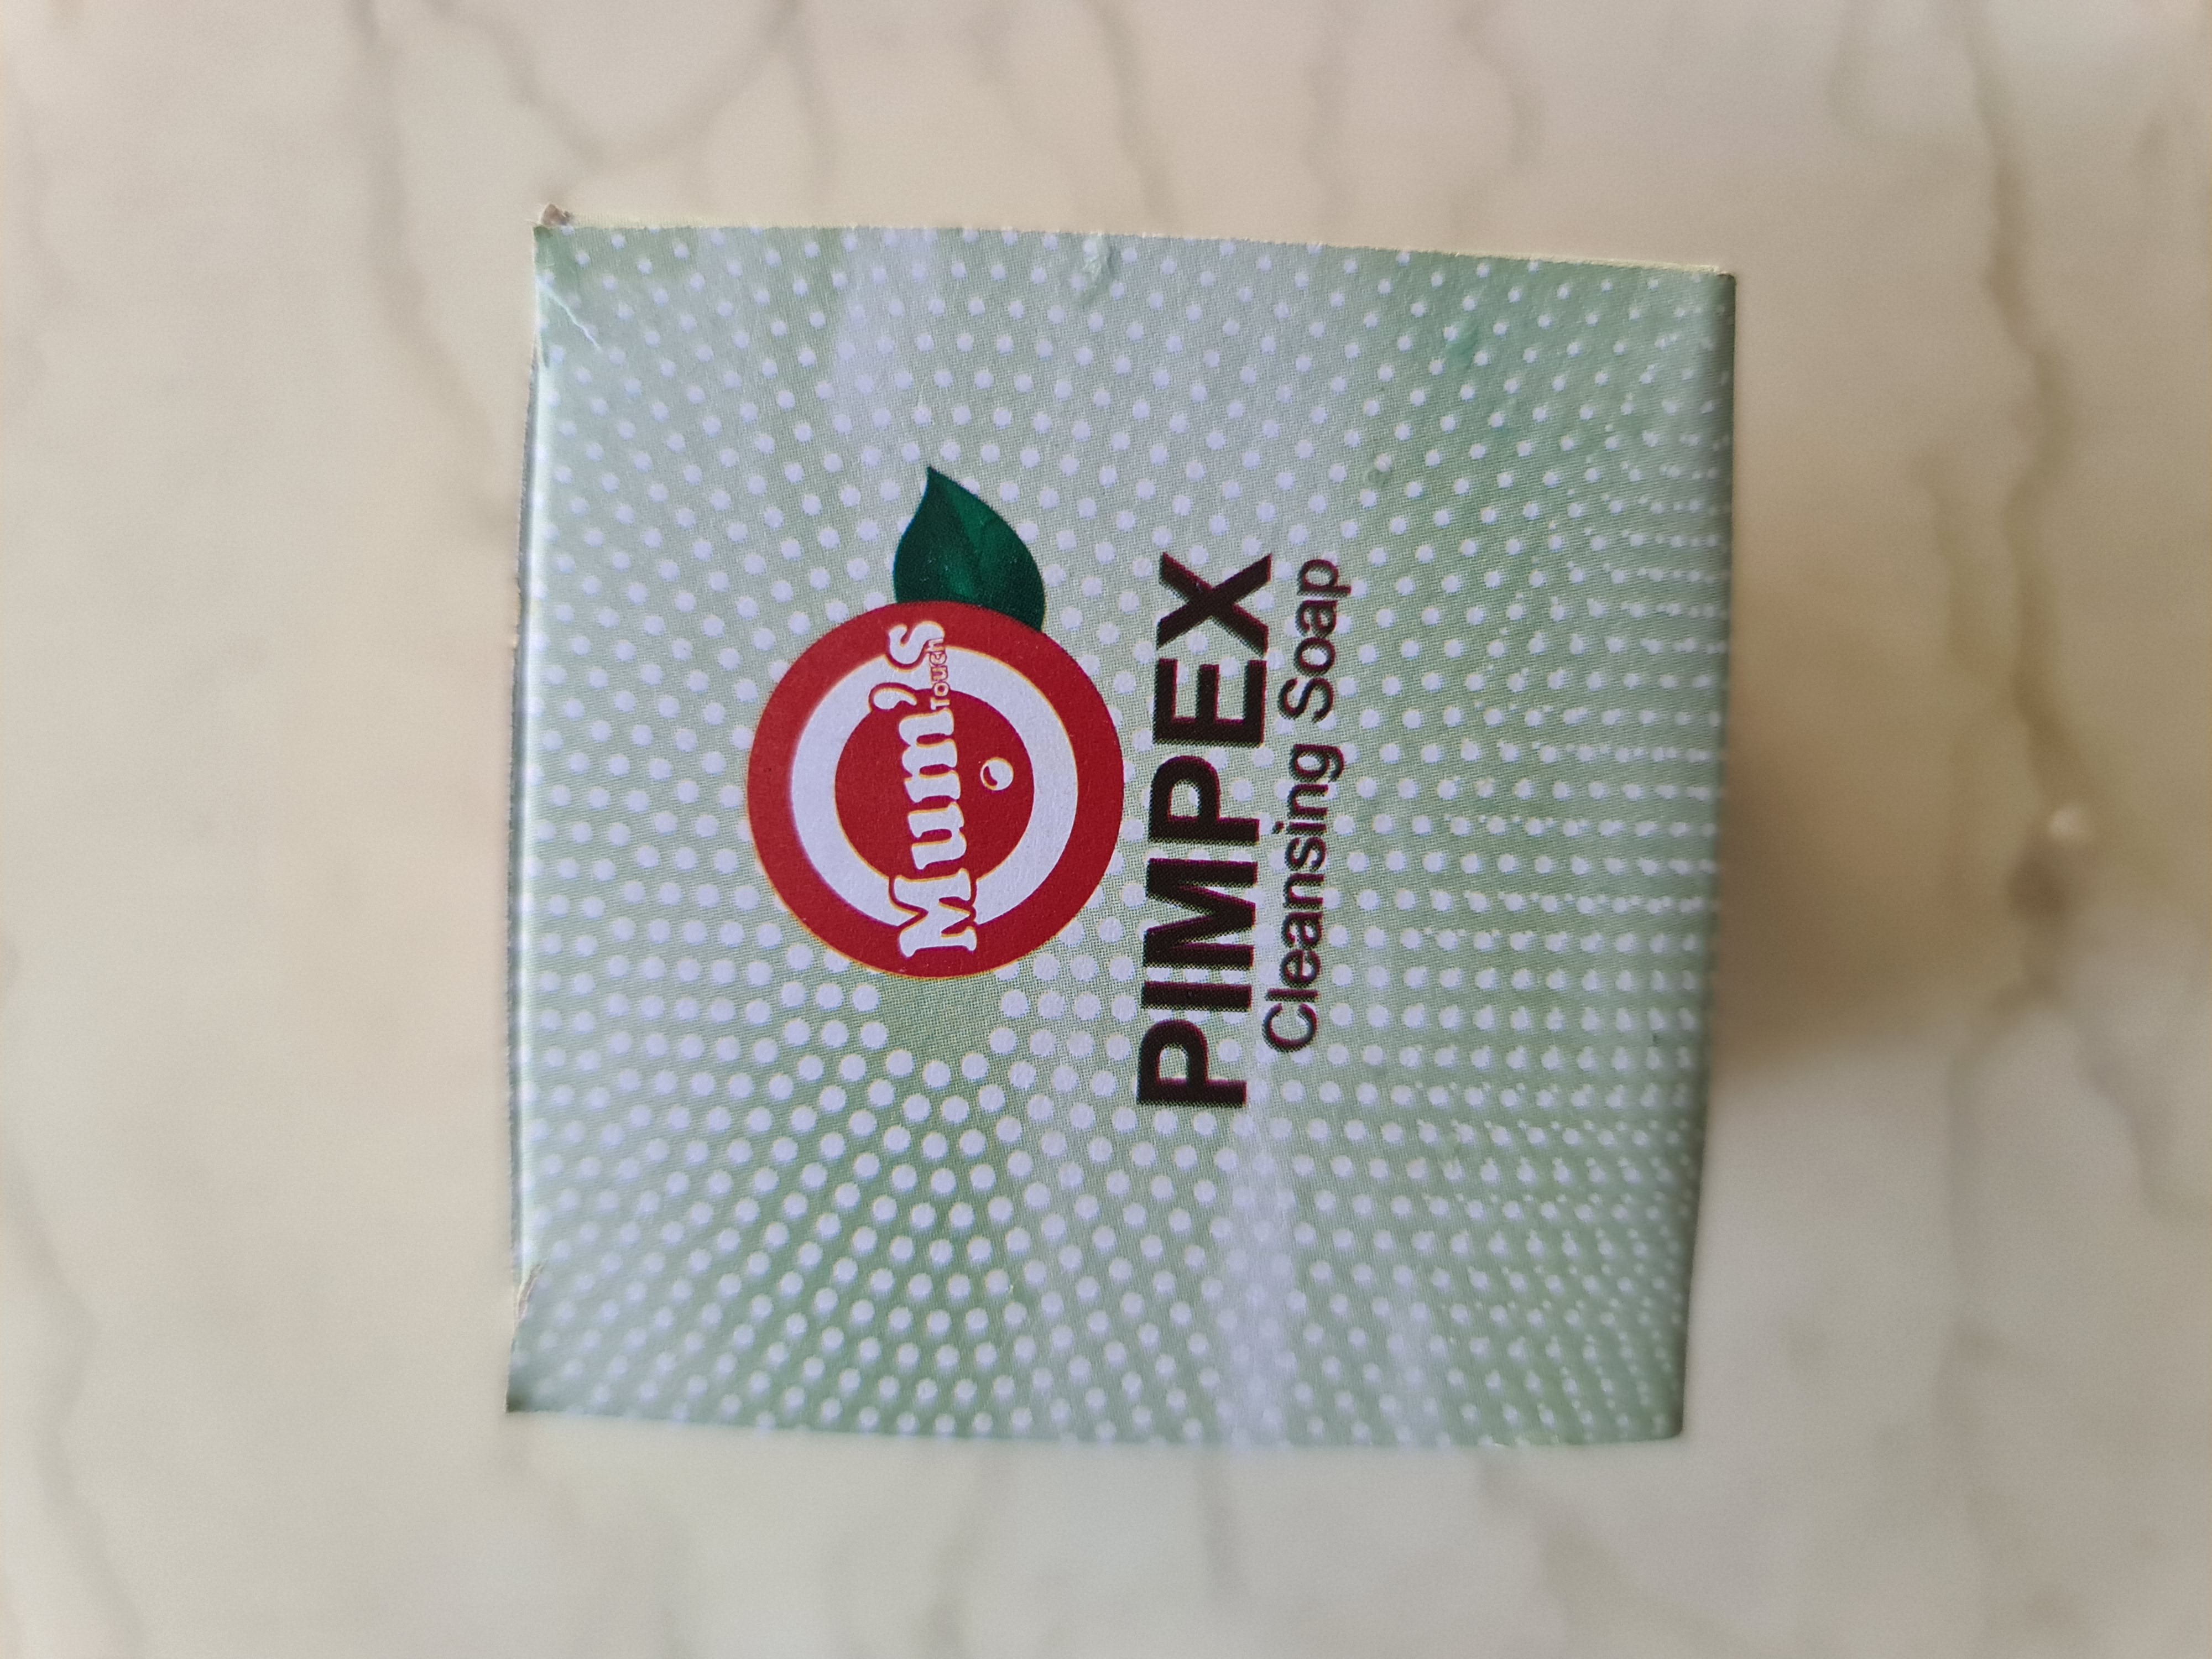 Mum's
Touch
PIMPEX
Cleansing Soap